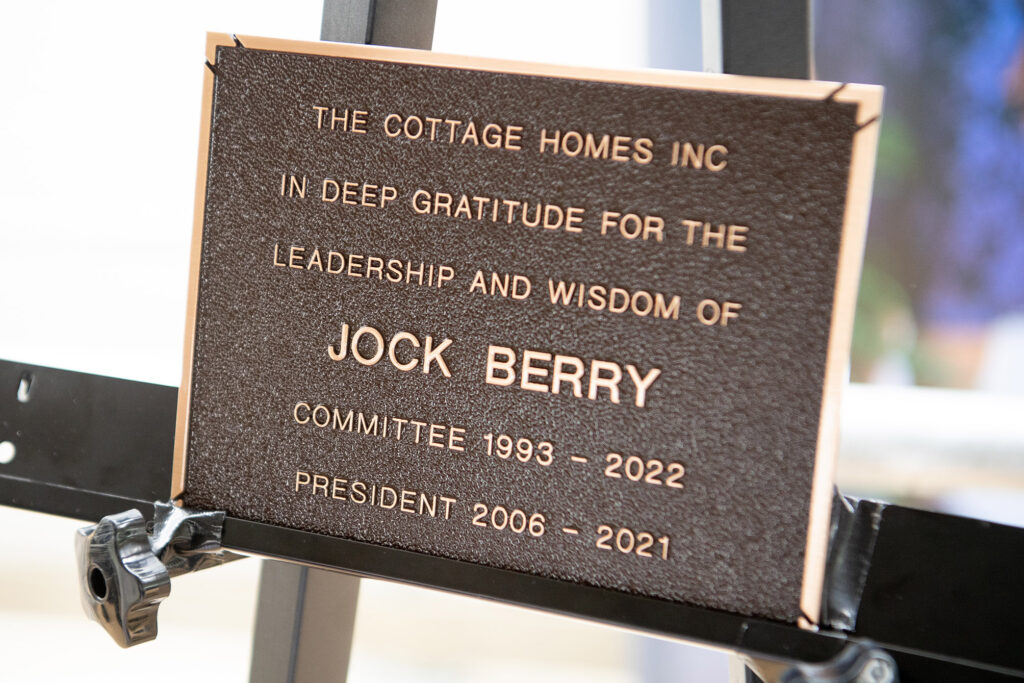 THE COTTAGE HOMES INC
IN DEEP GRATITUDE FOR THE
LEADERSHIP AND WISDOM OF
JOCK BERRY
COMMITTEE 1993 - 2022
PRESIDENT 2006 - 2021